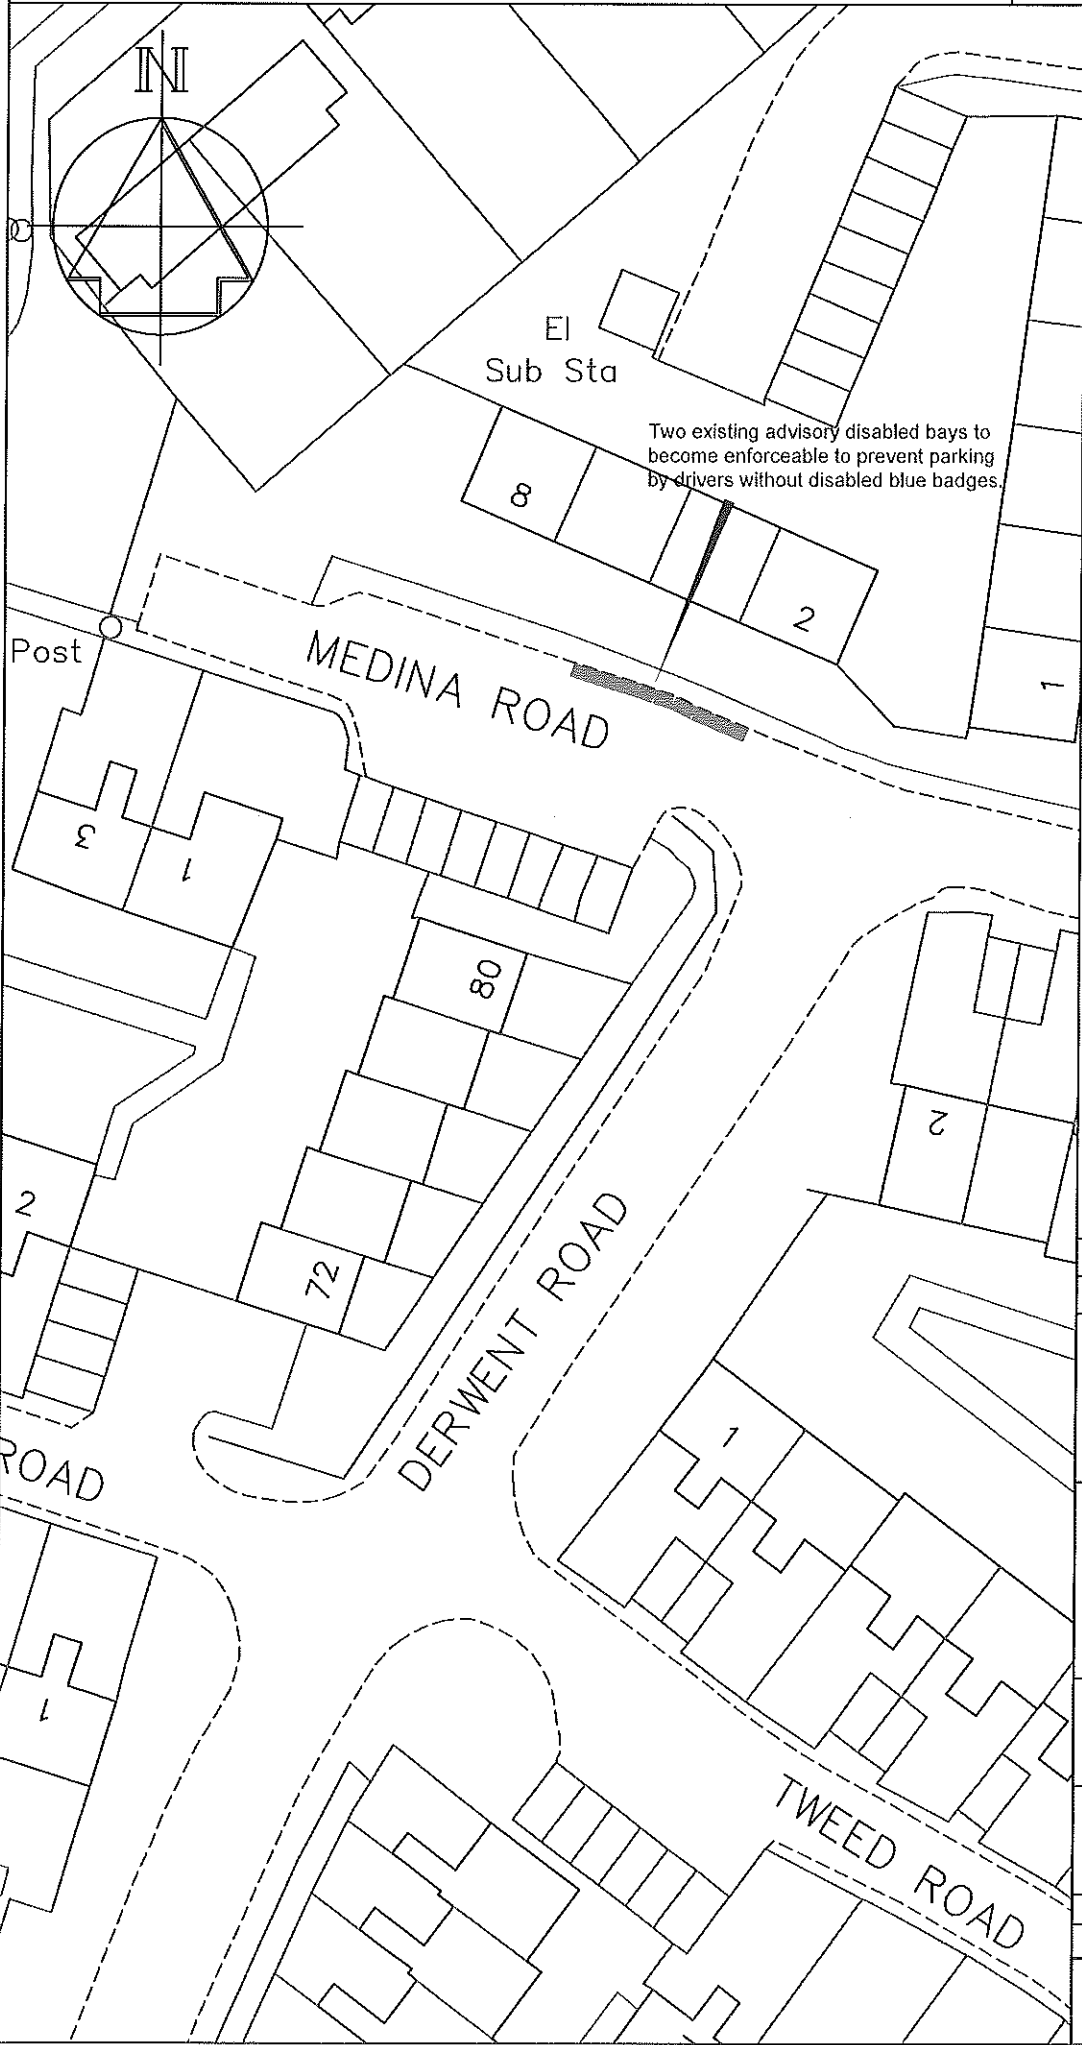 N
El
Sub Sta
Two existing advisory disabled bays to
become enforceable to prevent parking
by drivers without disabled blue badges.
8
2
1
Post
MEDINA ROAD
3
1
80
2
2
72
DERWENT ROAD
1
ROAD
1
TWEED ROAD